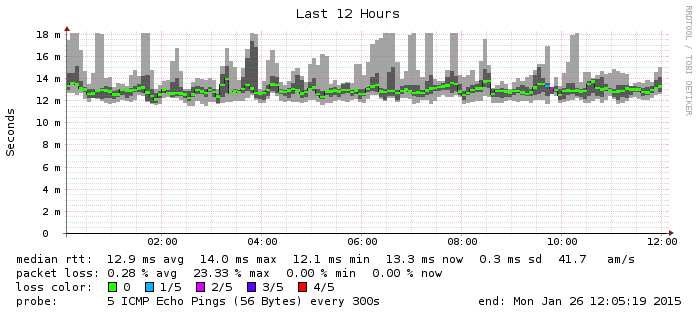 Last 12 Hours
RRDTOOL / TOBI OETIKER
Seconds
18 m
16 m
14 m
12 m
10 m
8 m
6 m
4 m
2 m
0
02:00 04:00 06:00 08:00 10:00 12:00
median rtt: 12.9 ms avg 14.0 ms max 12.1 ms min 13.3 ms now 0.3 ms sd 41.7 am/s
packet loss: 0.28 % avg 23.33 % max 0.00 % min 0.00 % now
loss color: 0 1/5 2/5 3/5 4/5
probe: 5 ICMP Echo Pings (56 Bytes) every 300s end: Mon Jan 26 12:05:19 2015